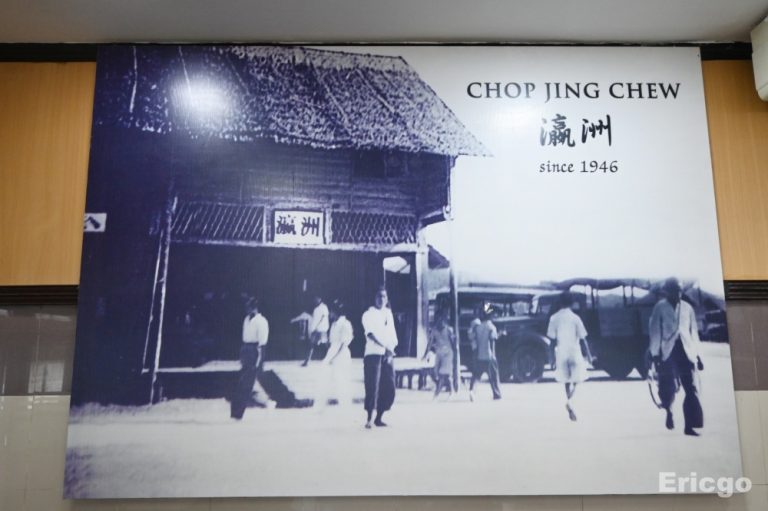 CHOP JING CHEW
瀛洲
since 1946
瀛洲
Ericgo